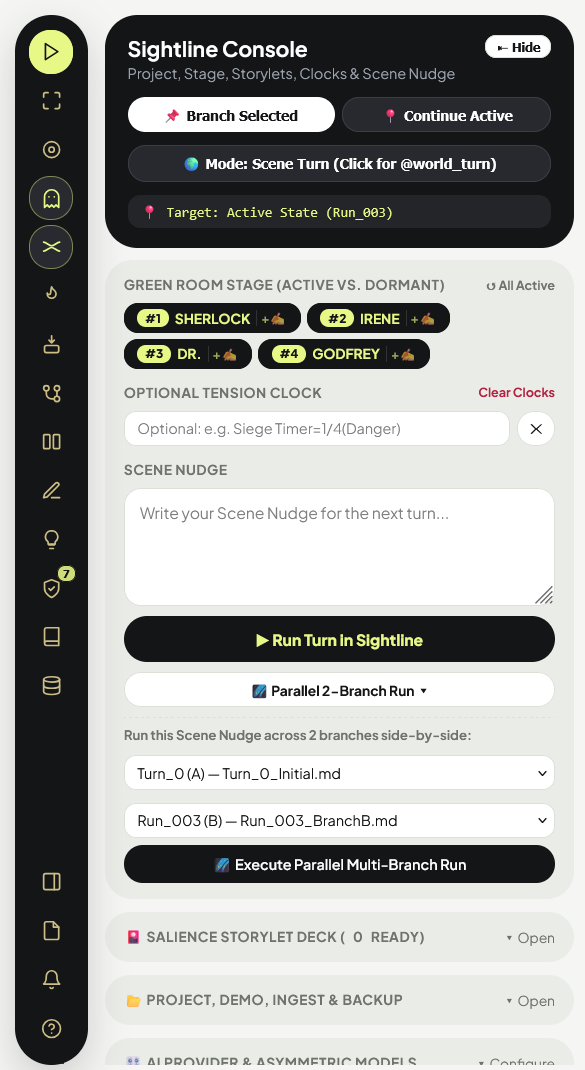 Sightline Console
⇤ Hide
Project, Stage, Storylets, Clocks & Scene Nudge
📌 Branch Selected
📍 Continue Active
🌍 Mode: Scene Turn (Click for @world_turn)
📍 Target: Active State (Run_003)
GREEN ROOM STAGE (ACTIVE VS. DORMANT)
↺ All Active
#1 SHERLOCK +✍🏾
#2 IRENE +✍🏾
#3 DR. +✍🏾
#4 GODFREY +✍🏾
OPTIONAL TENSION CLOCK
Clear Clocks
Optional: e.g. Siege Timer=1/4(Danger)
✕
SCENE NUDGE
Write your Scene Nudge for the next turn...
7
▶ Run Turn in Sightline
Parallel 2-Branch Run ▾
Run this Scene Nudge across 2 branches side-by-side:
Turn_0 (A) — Turn_0_Initial.md
Run_003 (B) — Run_003_BranchB.md
Execute Parallel Multi-Branch Run
🎴 SALIENCE STORYLET DECK ( 0 READY)
▾ Open
📁 PROJECT, DEMO, INGEST & BACKUP
▾ Open
AI PROVIDER & ASYMMETRIC MODELS
▾ Configure